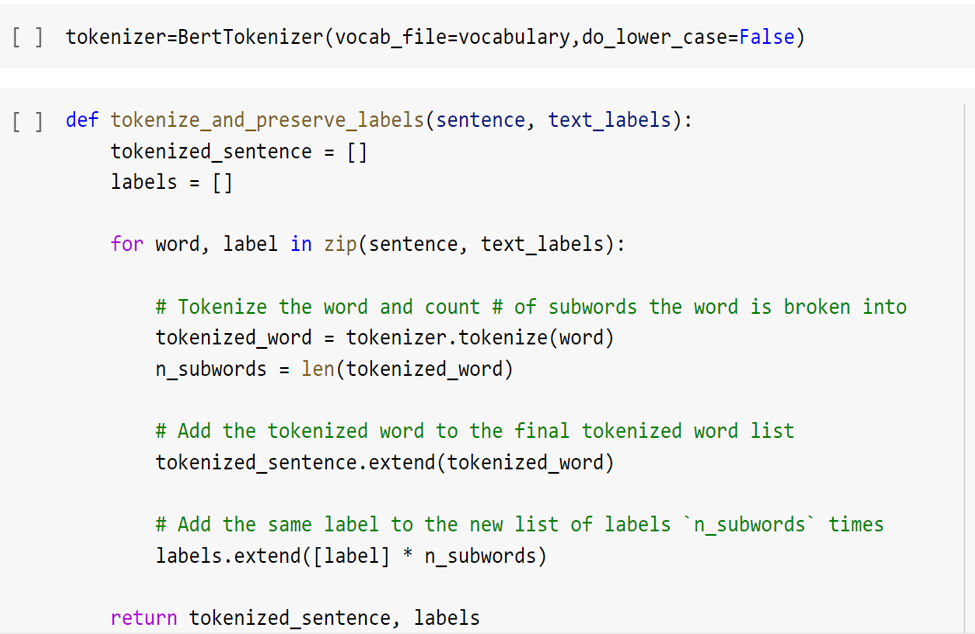 [ ] tokenizer=BertTokenizer(vocab_file=vocabulary,do_lower_case=False)
[ ] def tokenize_and_preserve_labels(sentence, text_labels):
    tokenized_sentence = []
    labels = []
    for word, label in zip(sentence, text_labels):
        # Tokenize the word and count # of subwords the word is broken into
        tokenized_word = tokenizer.tokenize(word)
        n_subwords = len(tokenized_word)
        # Add the tokenized word to the final tokenized word list
        tokenized_sentence.extend(tokenized_word)
        # Add the same label to the new list of labels `n_subwords` times
        labels.extend([label] * n_subwords)
    return tokenized_sentence, labels